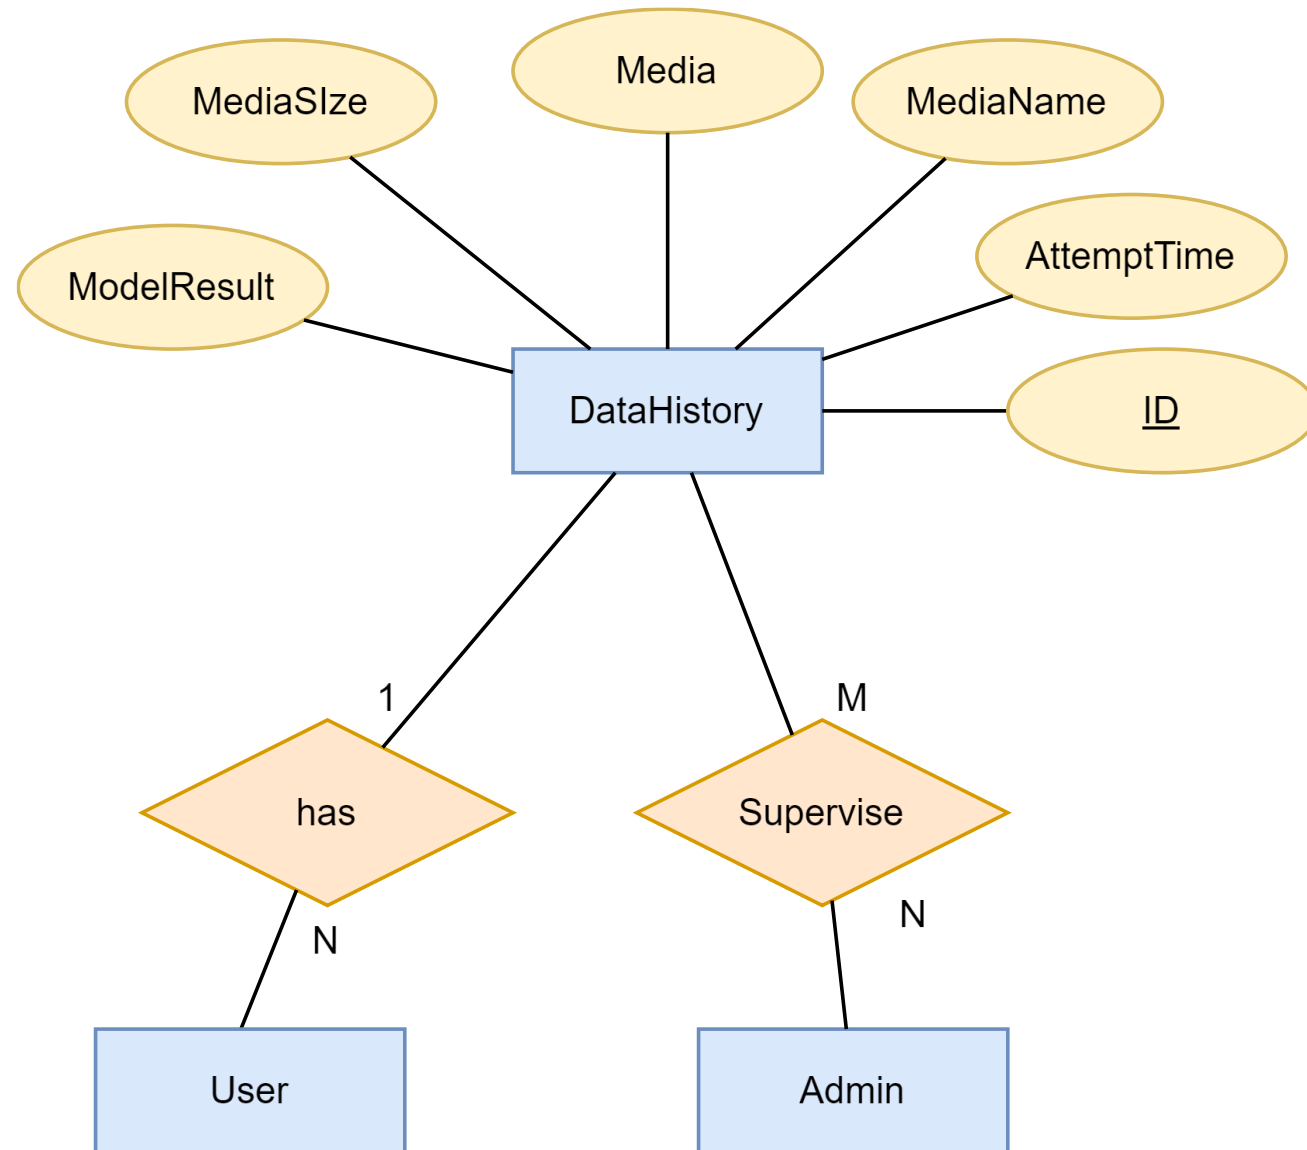 Media
MediaSIze
MediaName
AttemptTime
ModelResult
DataHistory
ID
1
M
has
Supervise
N
N
User
Admin